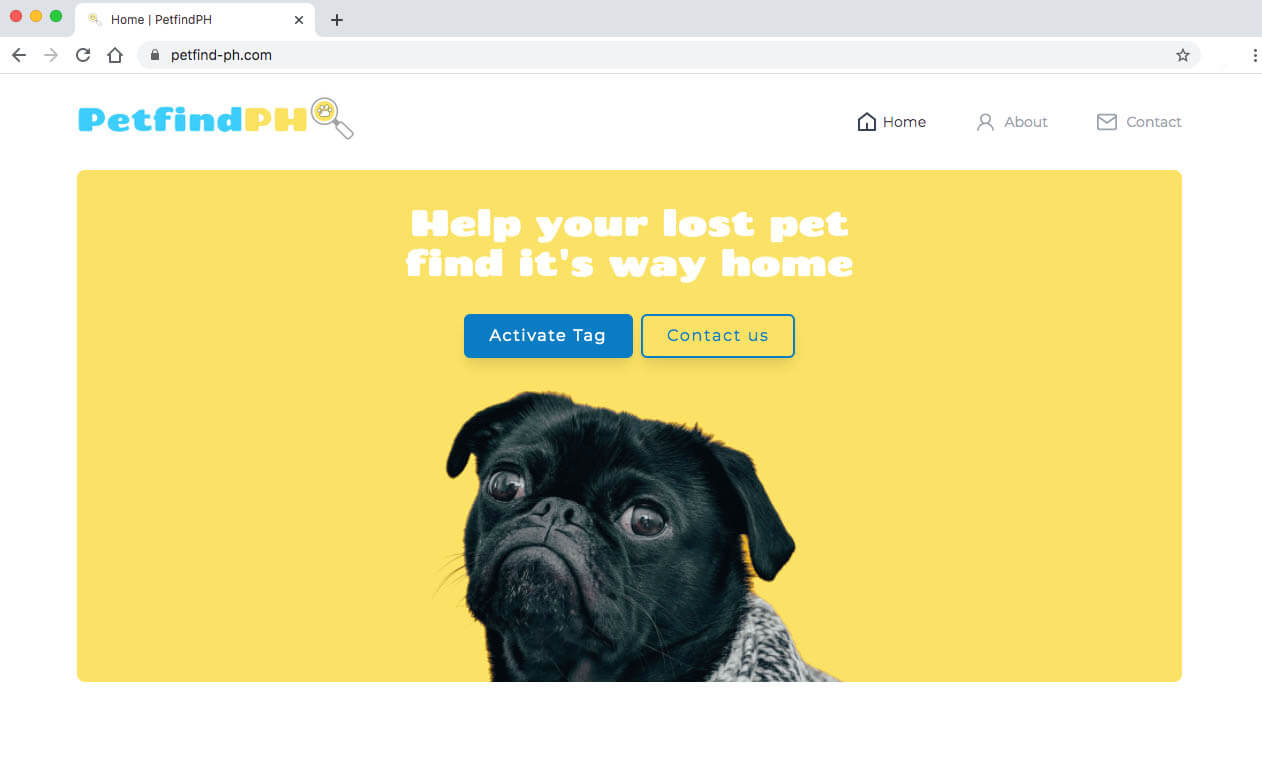 Home | PetfindPH
petfind-ph.com
PetfindPH
Home About Contact
Help your lost pet
find it's way home
Activate Tag Contact us